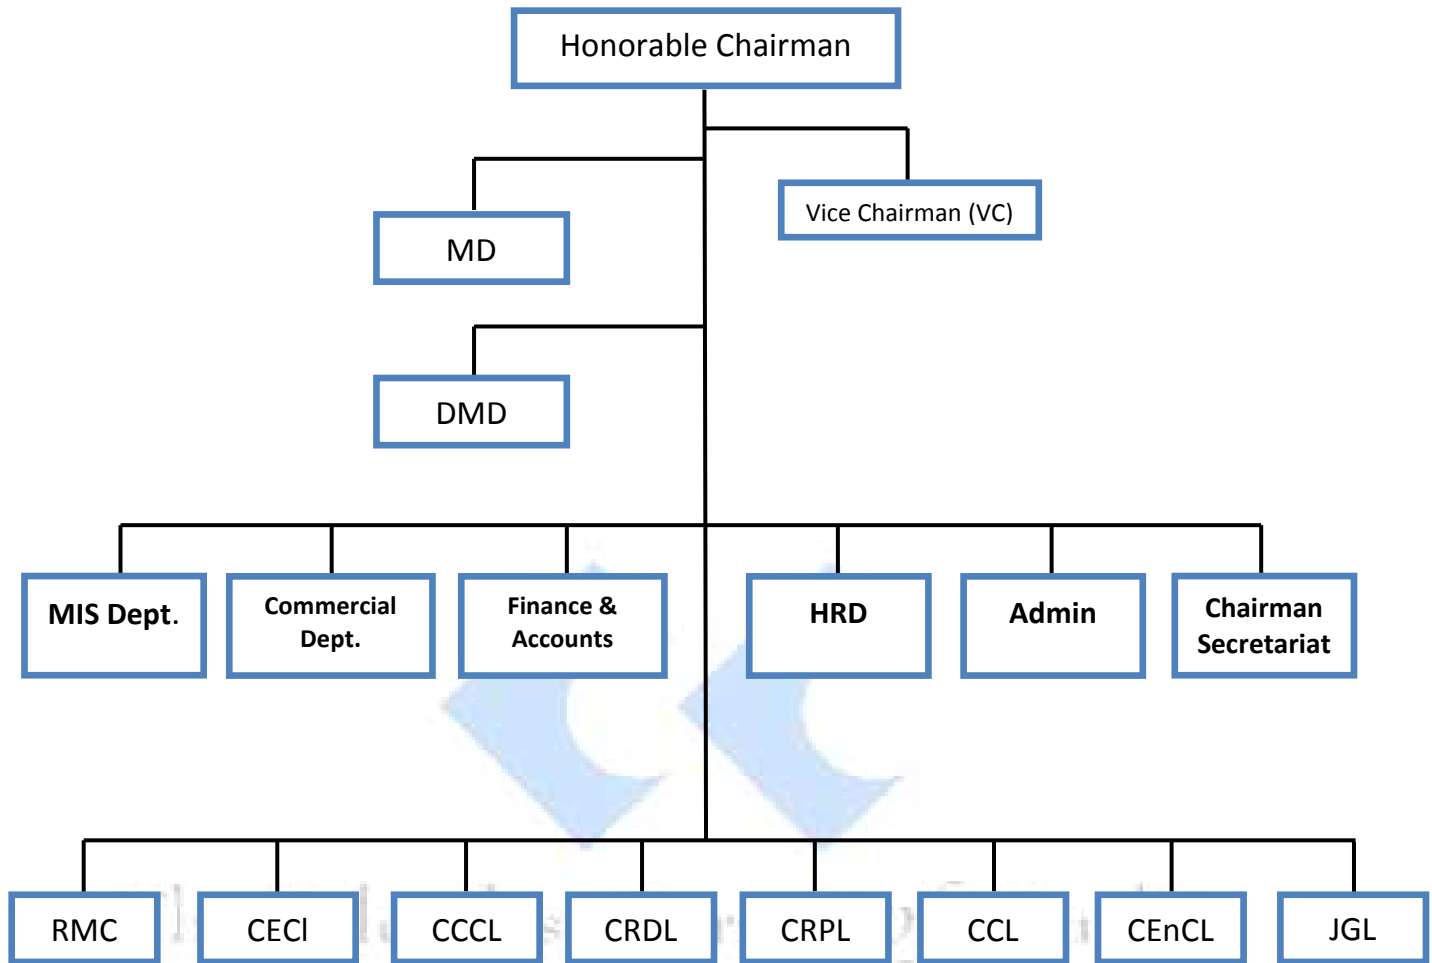 Honorable Chairman
Vice Chairman (VC)
MD
DMD
MIS Dept.
Commercial
Dept.
Finance &
Accounts
HRD
Admin
Chairman
Secretariat
RMC
CECl
CCCL
CRDL
CRPL
CCL
CEnCL
JGL